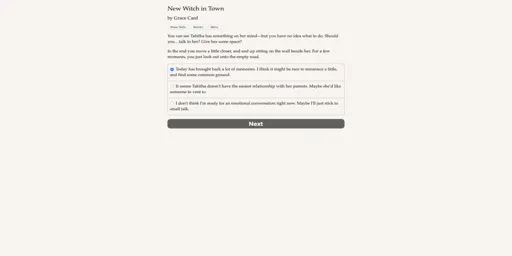 New Witch in Town
by Grace Card
Show Stats
Menu
You can see Tabitha has something on her mind—but you have no idea what to do. Should
you... talk to her? Give her some space?
In the end you move a little closer, and end up sitting on the wall beside her. For a few
moments, you just look out onto the empty road.
Today has brought back a lot of memories. I think it might be nice to reminisce a little,
and find some common ground.
It seems Tabitha doesn't have the easiest relationship with her parents. Maybe she'd like
someone to vent to.
I don't think I'm ready for an emotional conversation right now. Maybe I'll just stick to
small talk.
Next